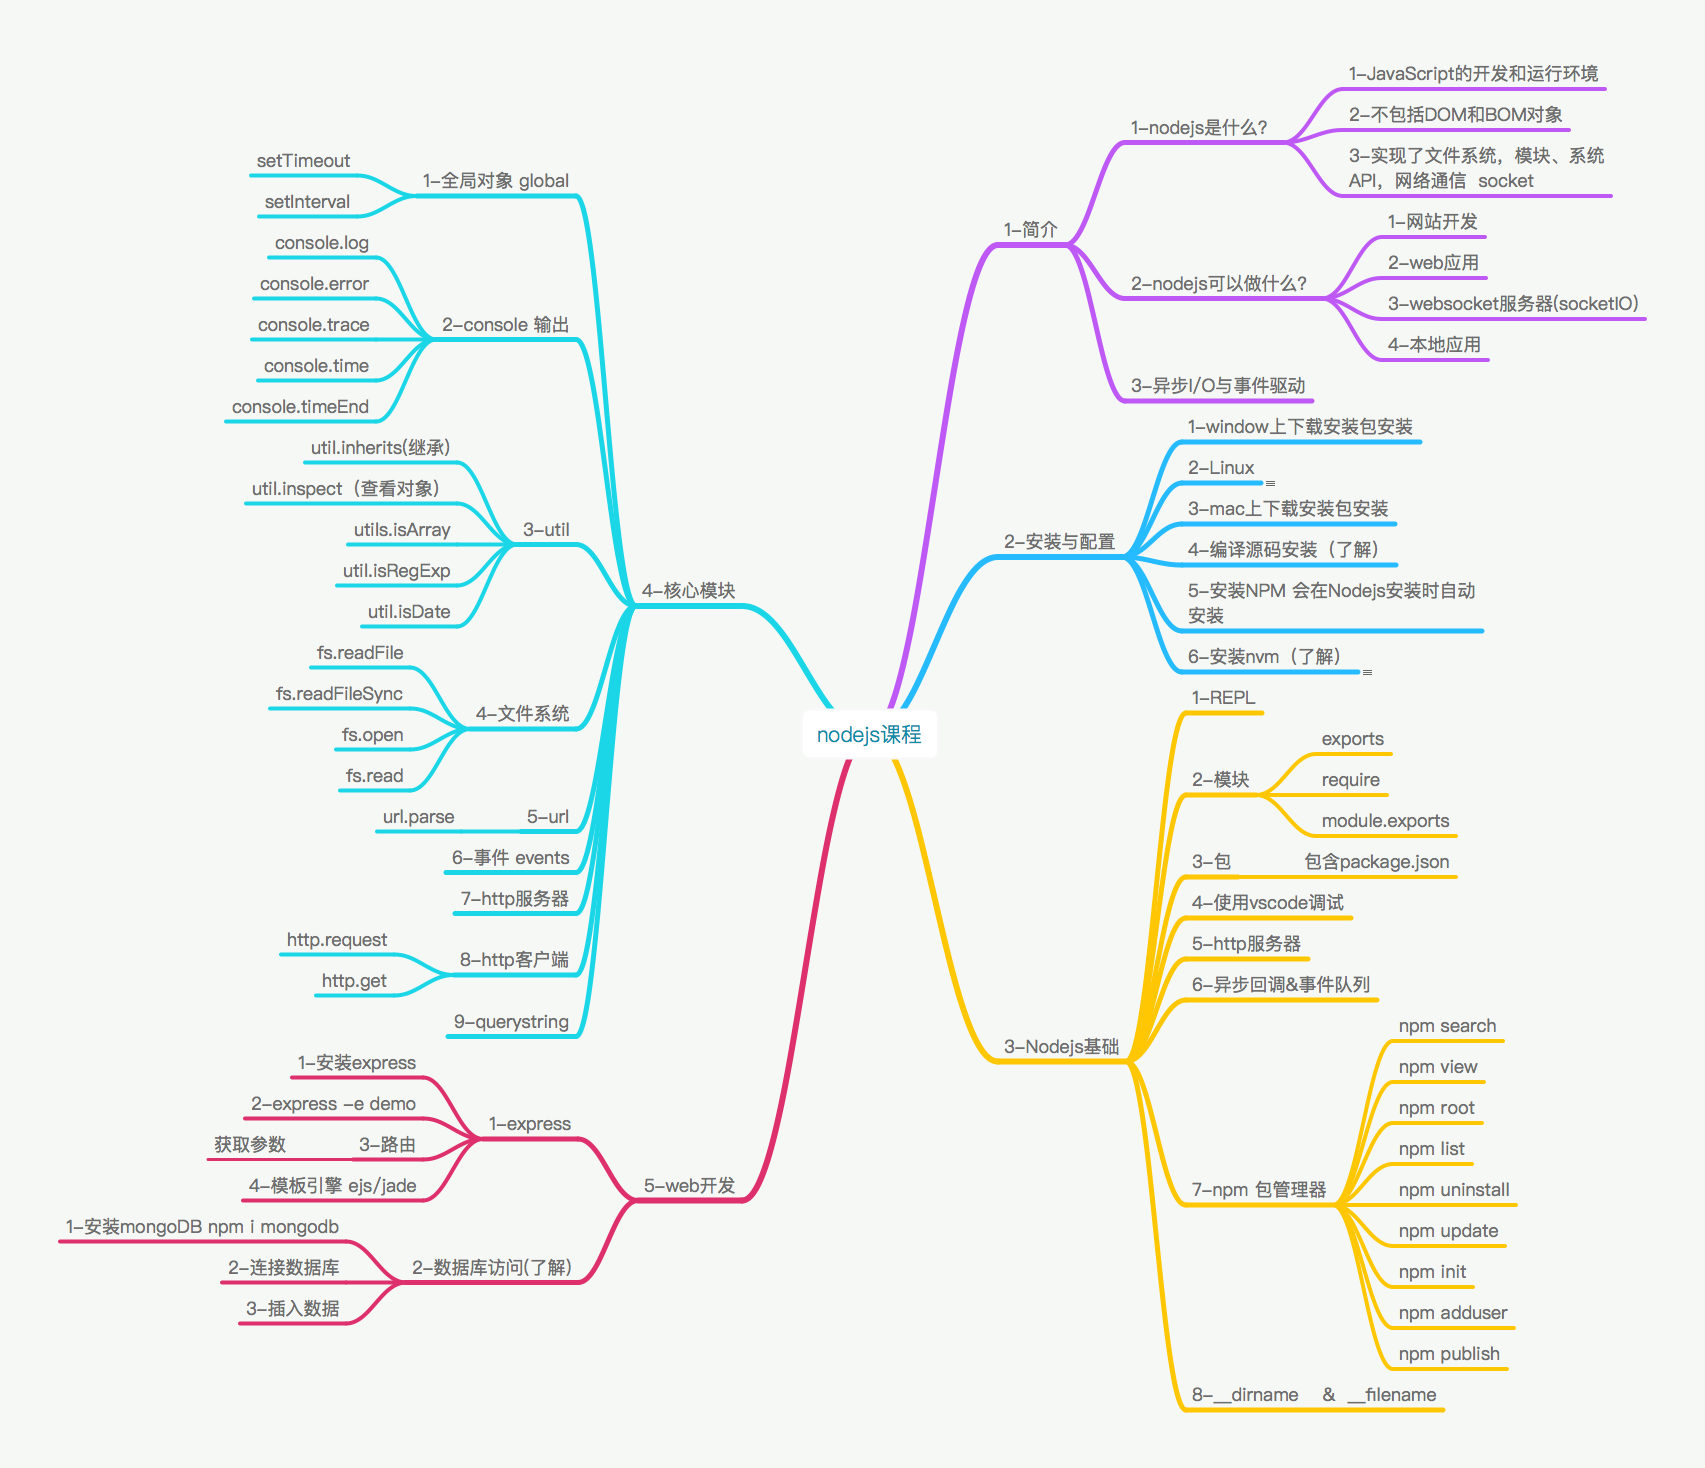 nodejs课程
1-简介
1-nodejs是什么？
1-JavaScript的开发和运行环境
2-不包括DOM和BOM对象
3-实现了文件系统，模块、系统
API，网络通信 socket
2-nodejs可以做什么？
1-网站开发
2-web应用
3-websocket服务器(socketIO)
4-本地应用
3-异步I/O与事件驱动
2-安装与配置
1-window上下载安装包安装
2-Linux
3-mac上下载安装包安装
4-编译源码安装（了解）
5-安装NPM 会在Nodejs安装时自动
安装
6-安装nvm（了解）
3-Nodejs基础
1-REPL
2-模块
exports
require
module.exports
3-包
包含package.json
4-使用vscode调试
5-http服务器
6-异步回调&事件队列
7-npm 包管理器
npm search
npm view
npm root
npm list
npm uninstall
npm update
npm init
npm adduser
npm publish
8-__dirname & __filename
4-核心模块
1-全局对象 global
setTimeout
setInterval
2-console 输出
console.log
console.error
console.trace
console.time
console.timeEnd
3-util
util.inherits(继承)
util.inspect（查看对象）
utils.isArray
util.isRegExp
util.isDate
4-文件系统
fs.readFile
fs.readFileSync
fs.open
fs.read
5-url
url.parse
6-事件 events
7-http服务器
8-http客户端
http.request
http.get
9-querystring
5-web开发
1-express
1-安装express
2-express -e demo
3-路由
获取参数
4-模板引擎 ejs/jade
2-数据库访问(了解)
1-安装mongoDB npm i mongodb
2-连接数据库
3-插入数据